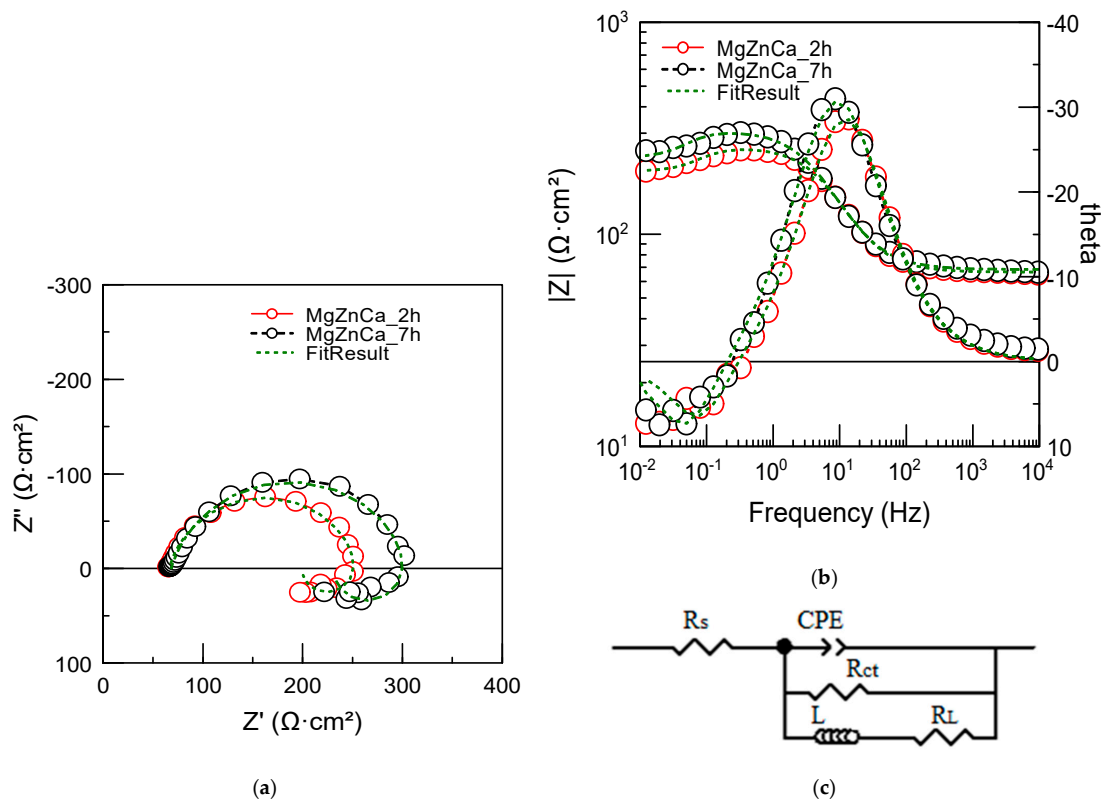 -300
-200
-100
0
100
0
100
200
300
400
Z'' (Ω·cm²)
Z' (Ω·cm²)
MgZnCa_2h
MgZnCa_7h
FitResult
(a)
10³
10²
10¹
|Z| (Ω·cm²)
MgZnCa_2h
MgZnCa_7h
FitResult
-40
-30
-20
-10
0
10
theta
10⁻²
10⁻¹
10⁰
10¹
10²
10³
10⁴
Frequency (Hz)
(b)
Rs
CPE
Rct
L
RL
(c)